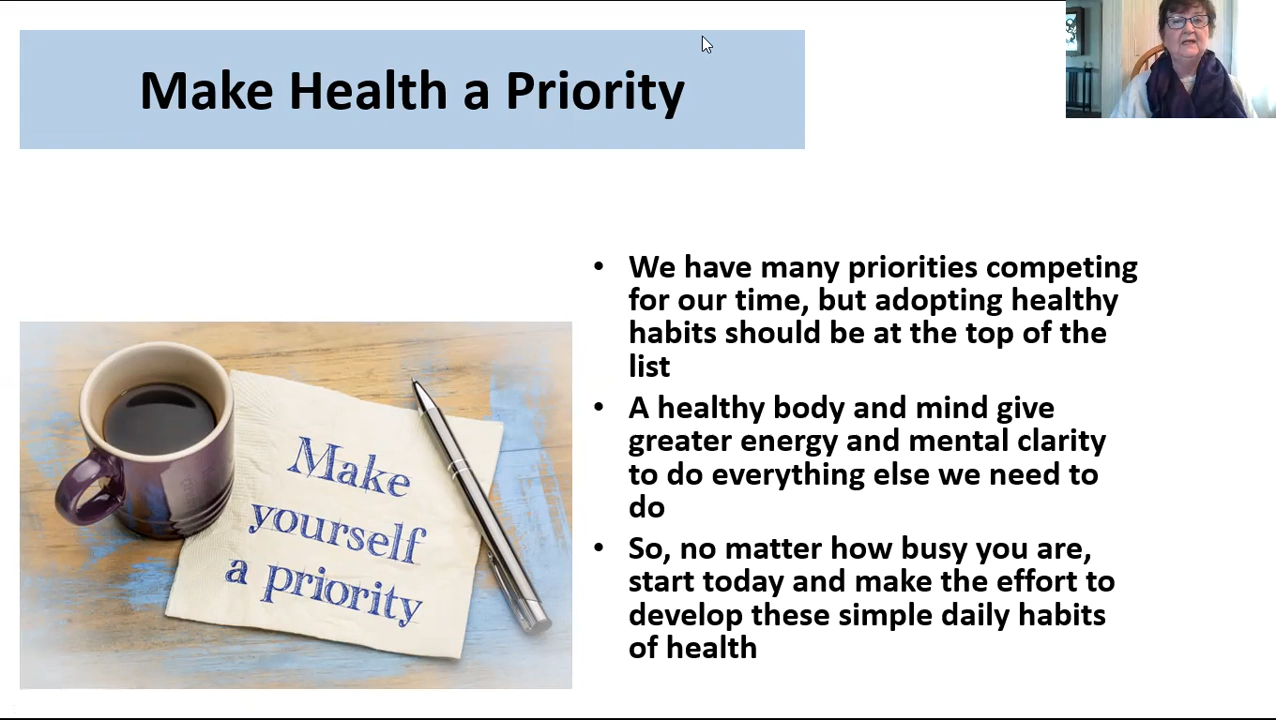 Make Health a Priority
• We have many priorities competing
for our time, but adopting healthy
habits should be at the top of the
list
• A healthy body and mind give
greater energy and mental clarity
to do everything else we need to
do
• So, no matter how busy you are,
start today and make the effort to
develop these simple daily habits
of health
Make
yourself
a priority